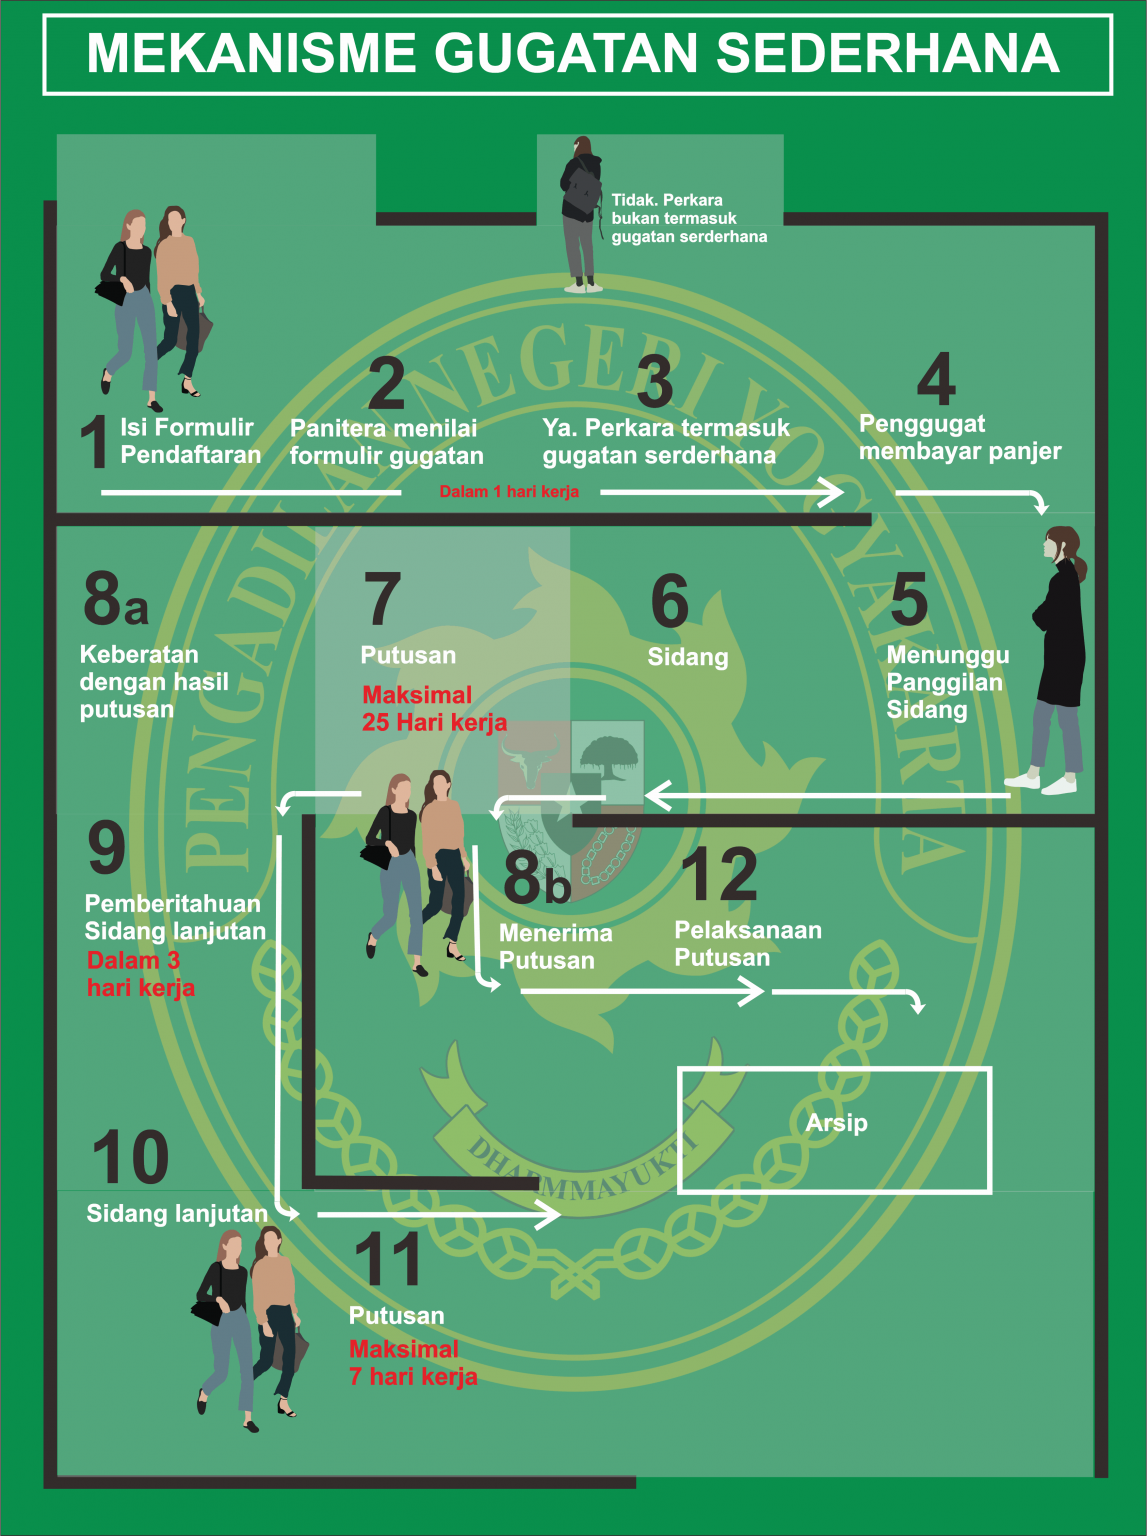 MEKANISME GUGATAN SEDERHANA
Tidak. Perkara
bukan termasuk
gugatan serderhana
1
Isi Formulir
Pendaftaran
2
Panitera menilai
formulir gugatan
3
Ya. Perkara termasuk
gugatan serderhana
4
Penggugat
membayar panjer
Dalam 1 hari kerja
8a
Keberatan
dengan hasil
putusan
7
Putusan
Maksimal
25 Hari kerja
6
Sidang
5
Menunggu
Panggilan
Sidang
9
Pemberitahuan
Sidang lanjutan
Dalam 3
hari kerja
8b
Menerima
Putusan
12
Pelaksanaan
Putusan
Arsip
10
Sidang lanjutan
11
Putusan
Maksimal
7 hari kerja
PENGADILAN NEGERI YOGYAKARTA
DHARMMAYUKTI